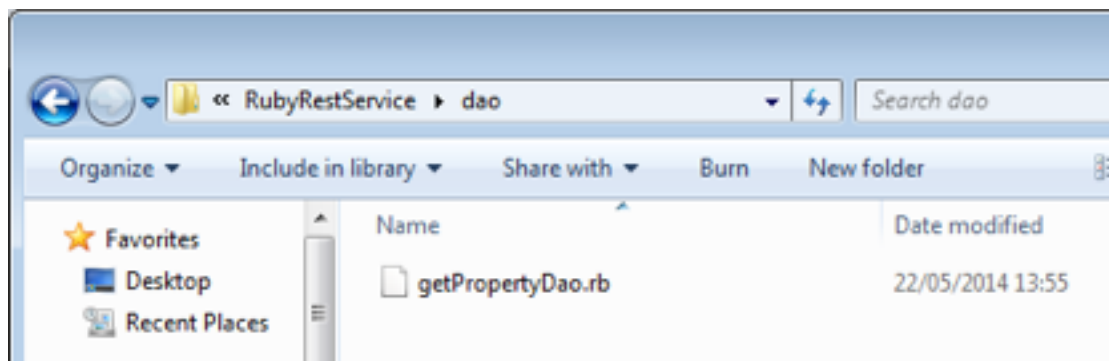 « RubyRestService ▸ dao
Search dao
Organize
Include in library
Share with
Burn
New folder
Favorites
Desktop
Recent Places
Name
Date modified
getPropertyDao.rb
22/05/2014 13:55